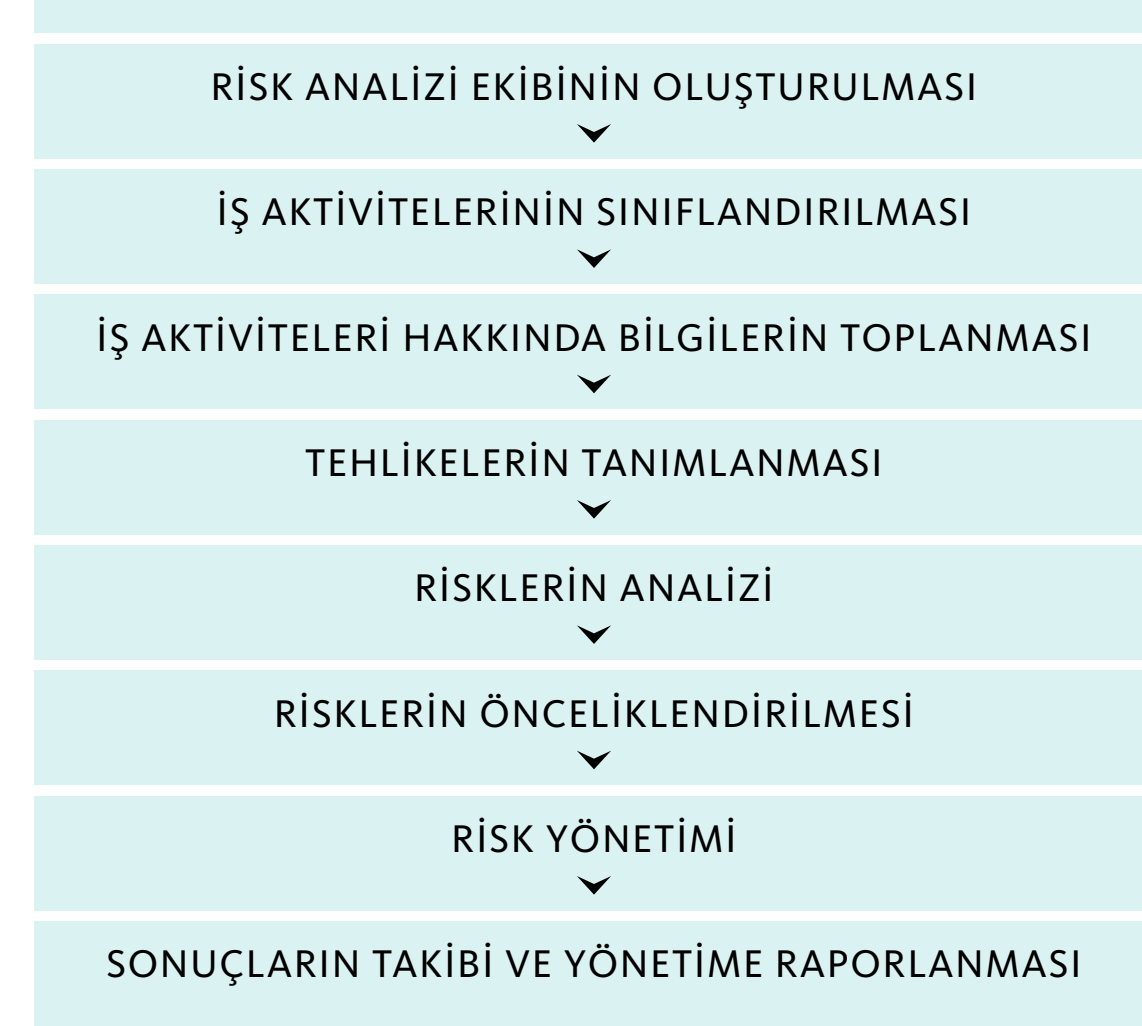 RİSK ANALİZİ EKİBİNİN OLUŞTURULMASI
İŞ AKTİVİTELERİNİN SINIFLANDIRILMASI
İŞ AKTİVİTELERİ HAKKINDA BİLGİLERİN TOPLANMASI
TEHLİKELERİN TANIMLANMASI
RİSKLERİN ANALİZİ
RİSKLERİN ÖNCELİKLENDİRİLMESİ
RİSK YÖNETİMİ
SONUÇLARIN TAKİBİ VE YÖNETİME RAPORLANMASI